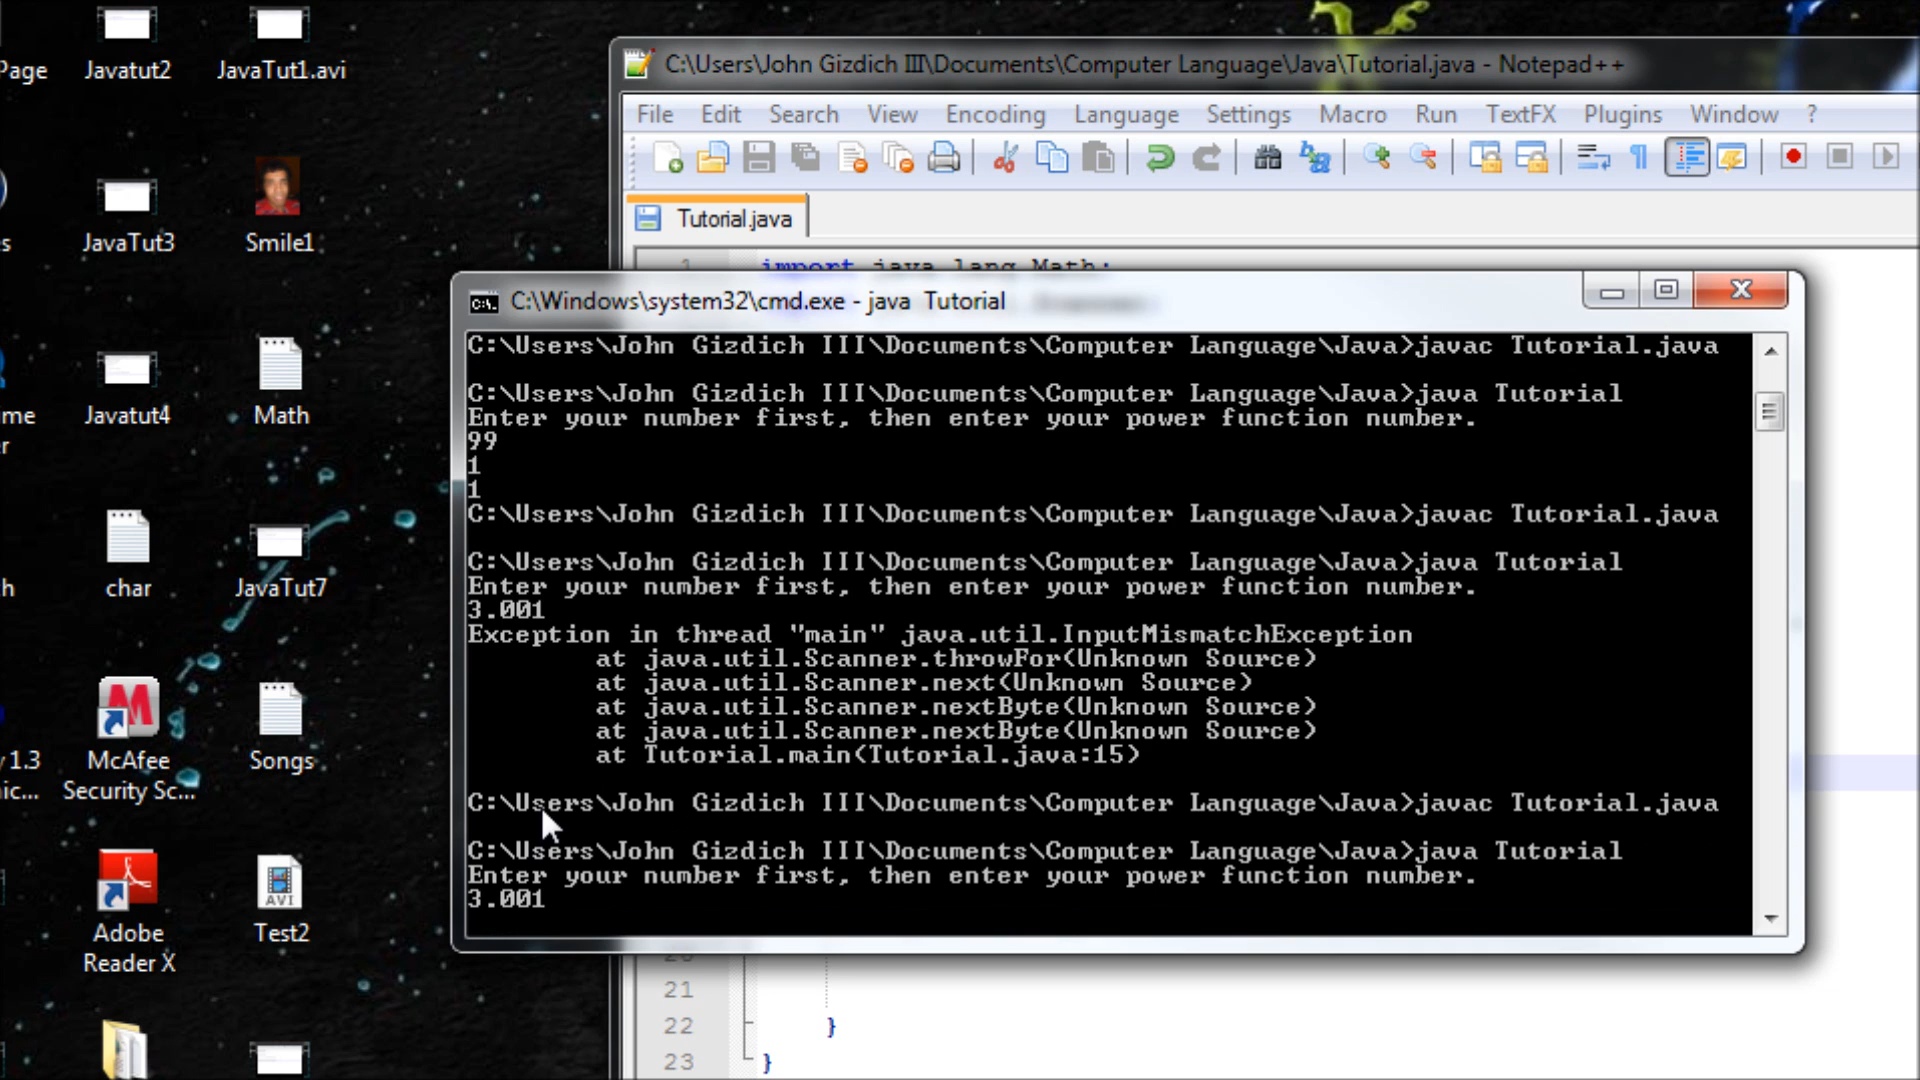 Page
Javatut2
JavaTut1.avi
JavaTut3
Smile1
Javatut4
Math
char
JavaTut7
McAfee
Security Sc...
Songs
Adobe
Reader X
AVI
Test2
C:\Users\John Gizdich III\Documents\Computer Language\Java\Tutorial.java - Notepad++
File Edit Search View Encoding Language Settings Macro Run TextFX Plugins Window ?
Tutorial.java
1 import java.lang.Math;
C:\Windows\system32\cmd.exe - java Tutorial
C:\Users\John Gizdich III\Documents\Computer Language\Java>javac Tutorial.java
C:\Users\John Gizdich III\Documents\Computer Language\Java>java Tutorial
Enter your number first, then enter your power function number.
99
1
1
C:\Users\John Gizdich III\Documents\Computer Language\Java>javac Tutorial.java
C:\Users\John Gizdich III\Documents\Computer Language\Java>java Tutorial
Enter your number first, then enter your power function number.
3.001
Exception in thread "main" java.util.InputMismatchException
at java.util.Scanner.throwFor(Unknown Source)
at java.util.Scanner.next(Unknown Source)
at java.util.Scanner.nextByte(Unknown Source)
at java.util.Scanner.nextByte(Unknown Source)
at Tutorial.main(Tutorial.java:15)
C:\Users\John Gizdich III\Documents\Computer Language\Java>javac Tutorial.java
C:\Users\John Gizdich III\Documents\Computer Language\Java>java Tutorial
Enter your number first, then enter your power function number.
3.001
21
22 }
23 }